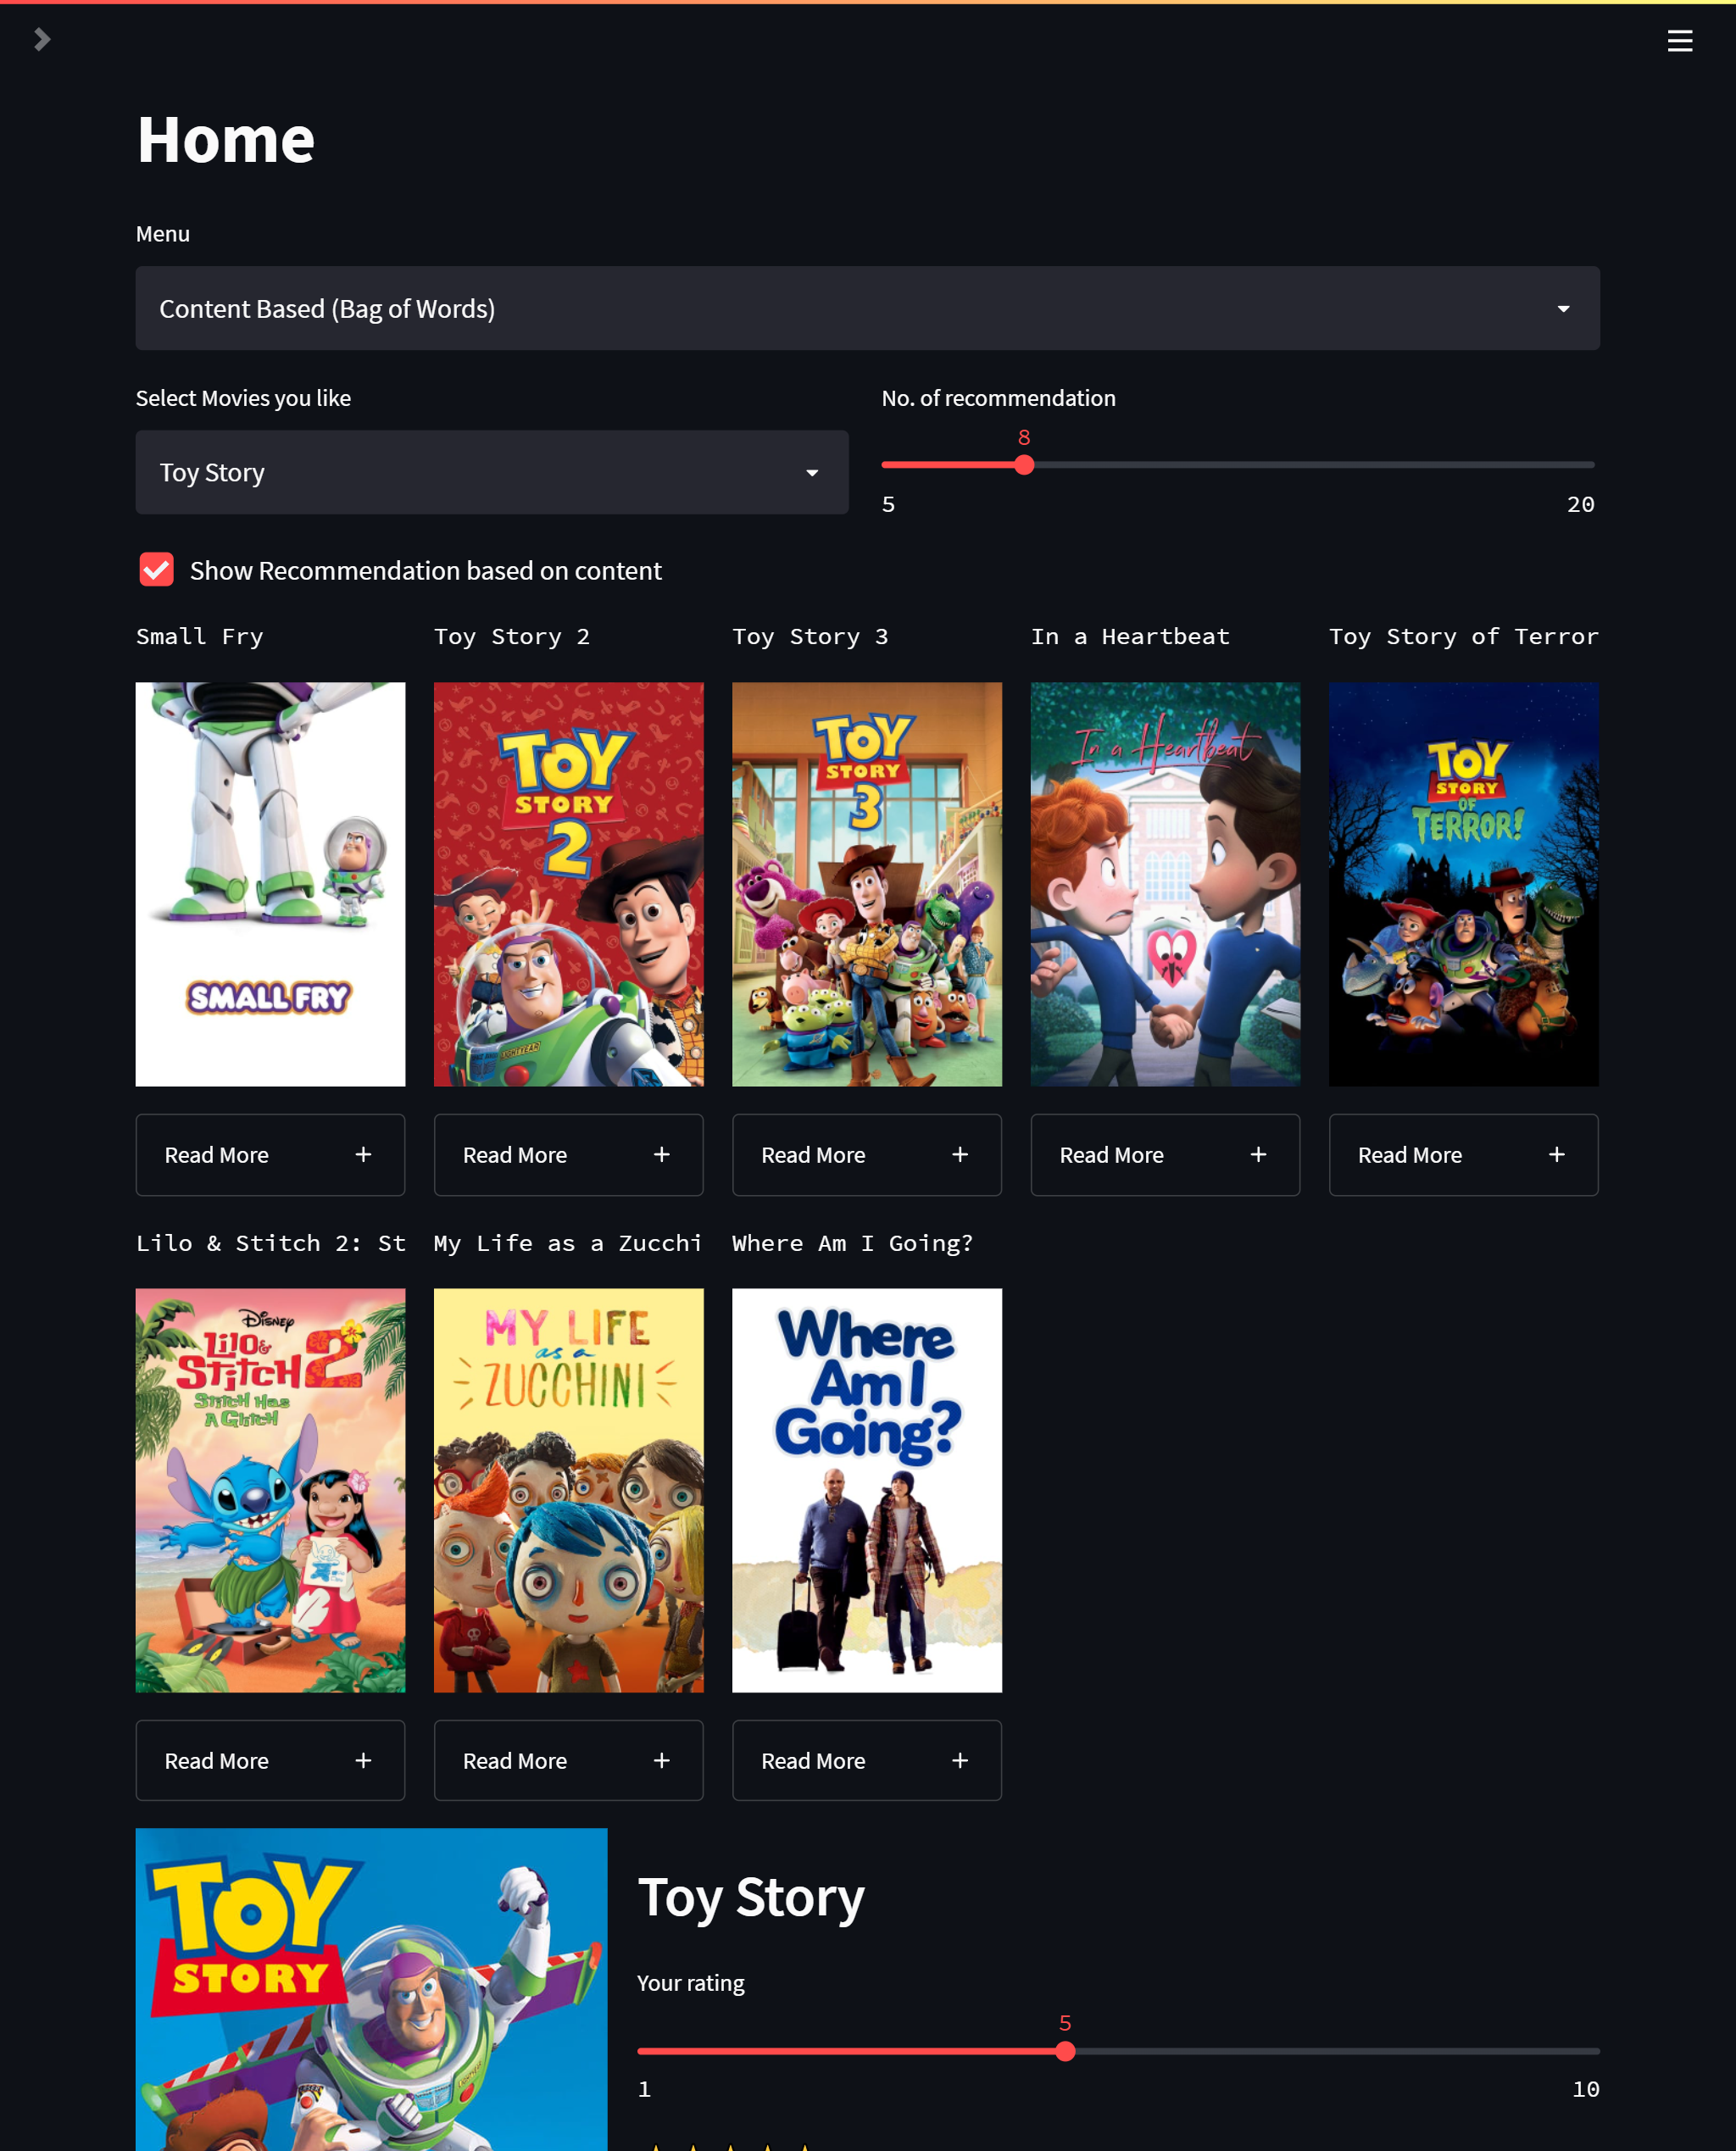 Home
Menu
Content Based (Bag of Words)
Select Movies you like
No. of recommendation
Toy Story
8
5
20
Show Recommendation based on content
Small Fry
Toy Story 2
Toy Story 3
In a Heartbeat
Toy Story of Terror
SMALL FRY
TOY
STORY
2
TOY
STORY
3
In a Heartbeat
TOY
STORY
OF
TERROR!
Read More
Read More
Read More
Read More
Read More
Lilo & Stitch 2: St
My Life as a Zucchi
Where Am I Going?
DISNEY
Lilo &
Stitch 2
Stitch Has
A Glitch
MY LIFE
as a
ZUCCHINI
Where
Am I
Going?
Read More
Read More
Read More
TOY
STORY
Toy Story
Your rating
5
1
10